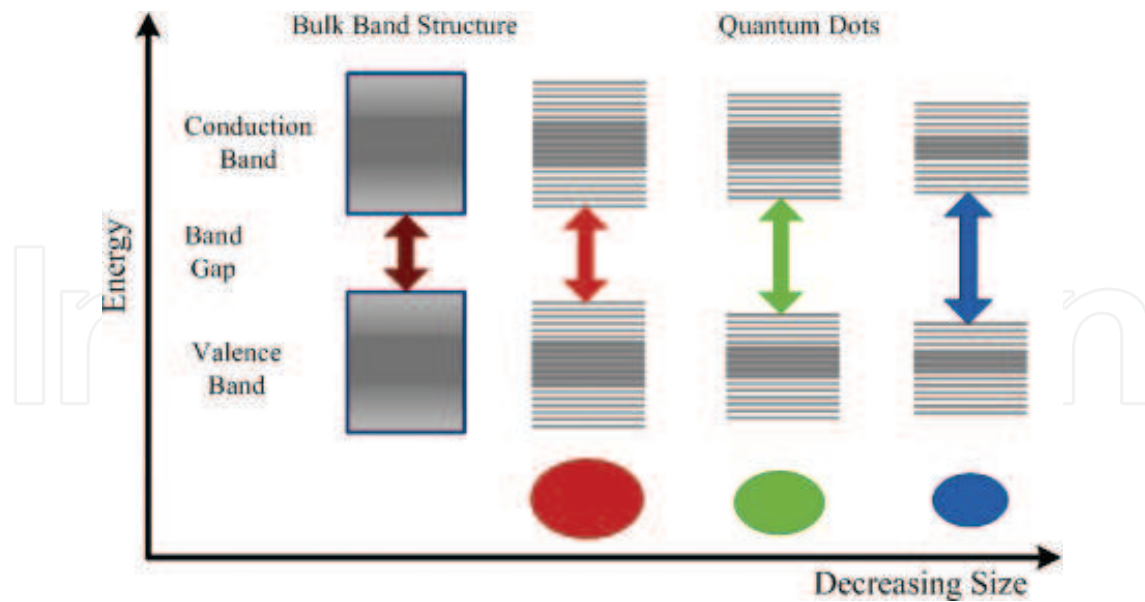 Bulk Band Structure
Quantum Dots
Conduction
Band
Band
Gap
Valence
Band
Energy
Decreasing Size